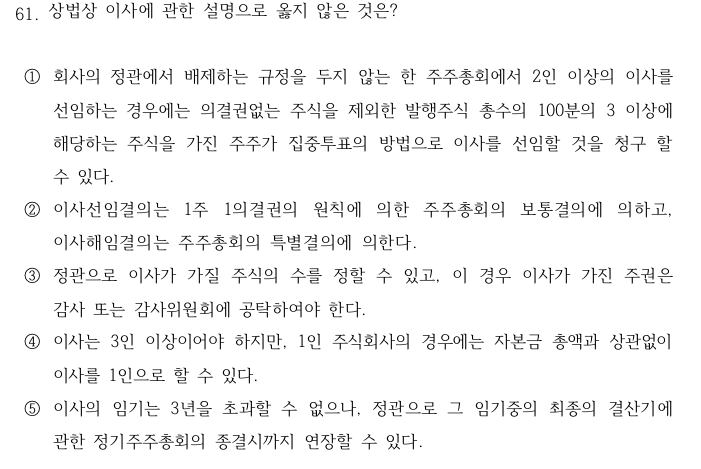 61. 상법상 이사에 관한 설명으로 옳지 않은 것은?
① 회사의 정관에서 배제하는 규정을 두지 않는 한 주주총회에서 2인 이상의 이사를
선임하는 경우에는 의결권없는 주식을 제외한 발행주식 총수의 100분의 3 이상에
해당하는 주식을 가진 주주가 집중투표의 방법으로 이사를 선임할 것을 청구 할
수 있다.
② 이사선임결의는 1주 1의결권의 원칙에 의한 주주총회의 보통결의에 의하고,
이사해임결의는 주주총회의 특별결의에 의한다.
③ 정관으로 이사가 가질 주식의 수를 정할 수 있고, 이 경우 이사가 가진 주권은
감사 또는 감사위원회에 공탁하여야 한다.
④ 이사는 3인 이상이어야 하지만, 1인 주식회사의 경우에는 자본금 총액과 상관없이
이사를 1인으로 할 수 있다.
⑤ 이사의 임기는 3년을 초과할 수 없으나, 정관으로 그 임기중의 최종의 결산기에
관한 정기주주총회의 종결시까지 연장할 수 있다.